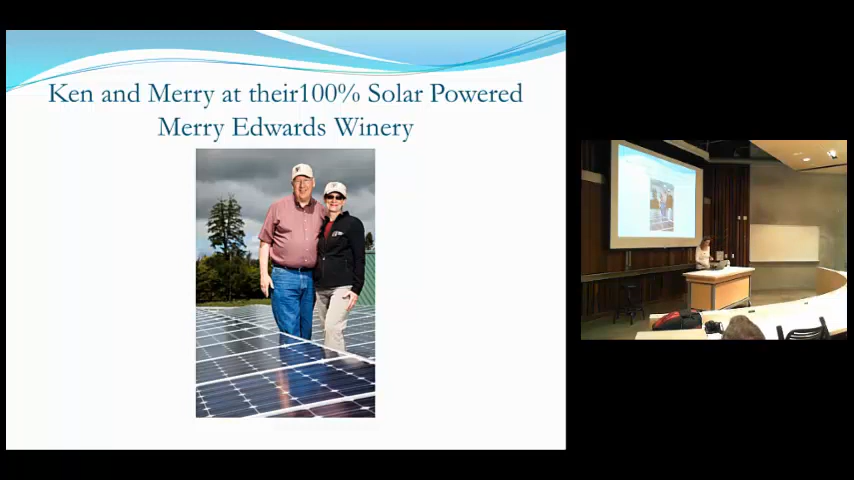 Ken and Merry at their100% Solar Powered
Merry Edwards Winery